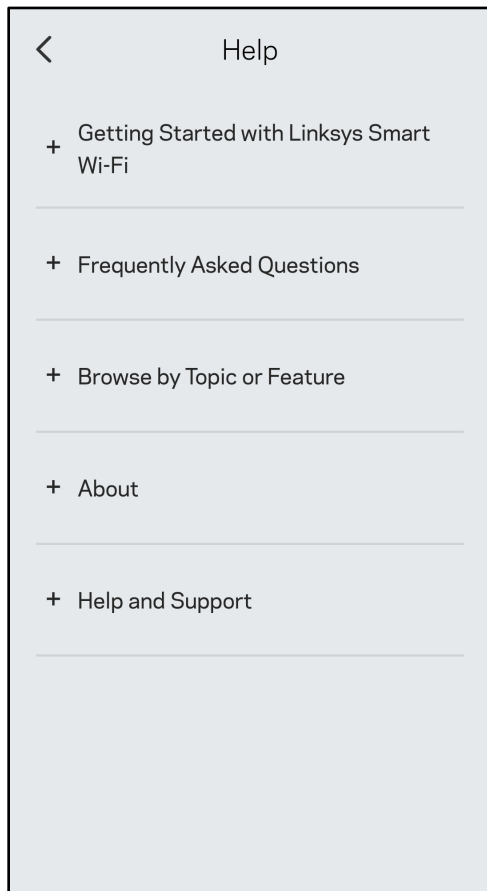 Help
+ Getting Started with Linksys Smart
Wi-Fi
+ Frequently Asked Questions
+ Browse by Topic or Feature
+ About
+ Help and Support